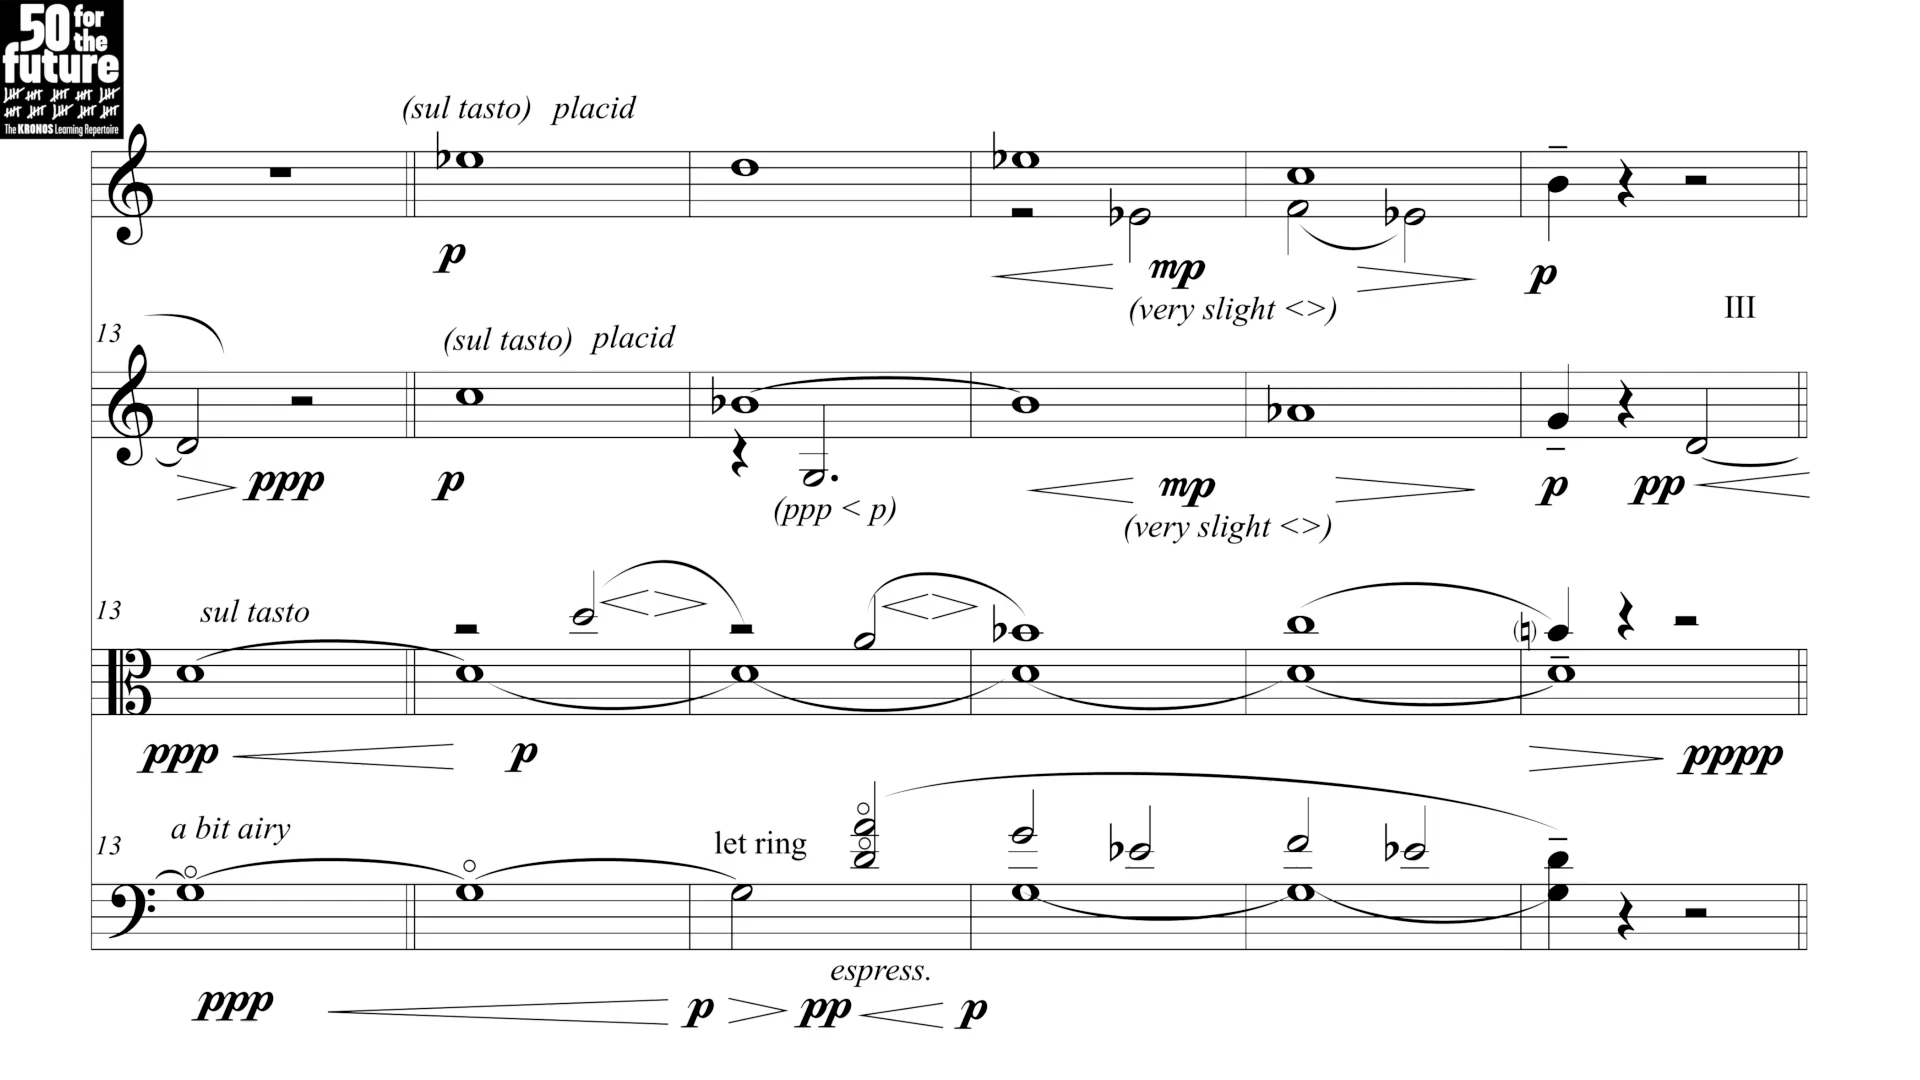 50 for
the
future
The KRONOS Learning Repertoire
(sul tasto) placid
p
mp
p
(very slight <>)
III
13
(sul tasto) placid
ppp
p
mp
p
pp
(ppp < p)
(very slight <>)
13
sul tasto
ppp
p
pppp
13
a bit airy
let ring
espress.
ppp
p
pp
p